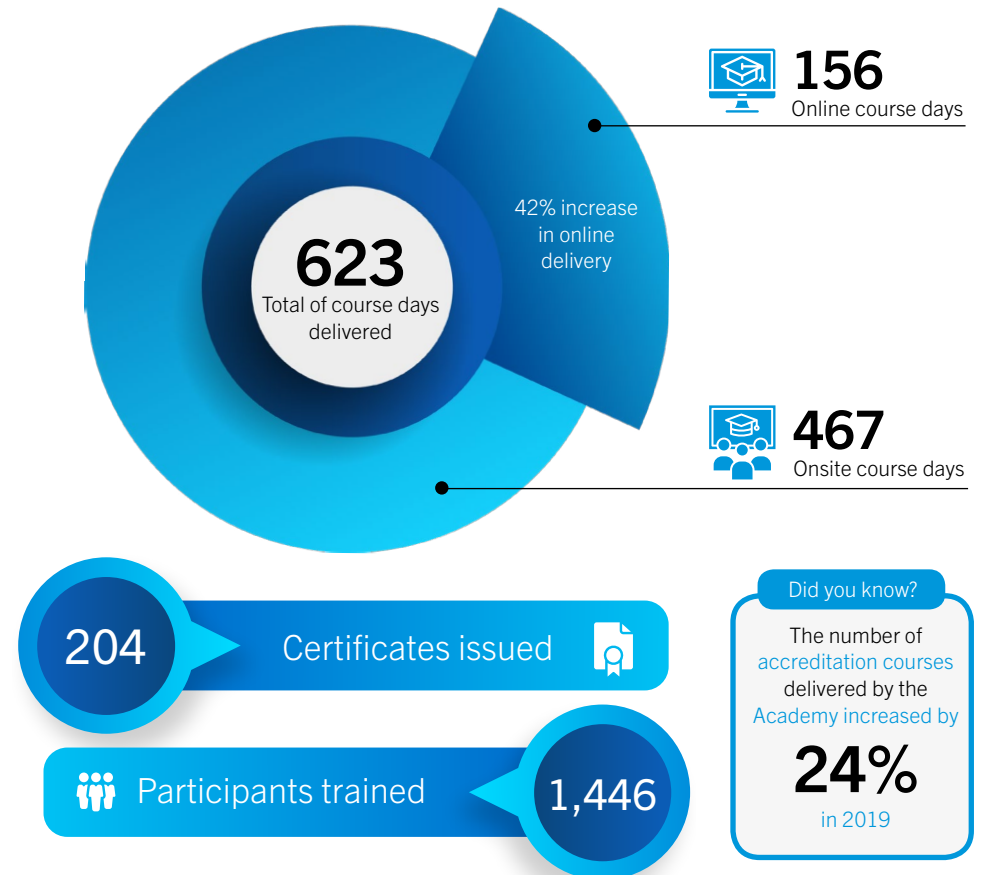 156
Online course days
42% increase
in online
delivery
623
Total of course days
delivered
467
Onsite course days
204
Certificates issued
Participants trained
1,446
Did you know?
The number of
accreditation courses
delivered by the
Academy increased by
24%
in 2019